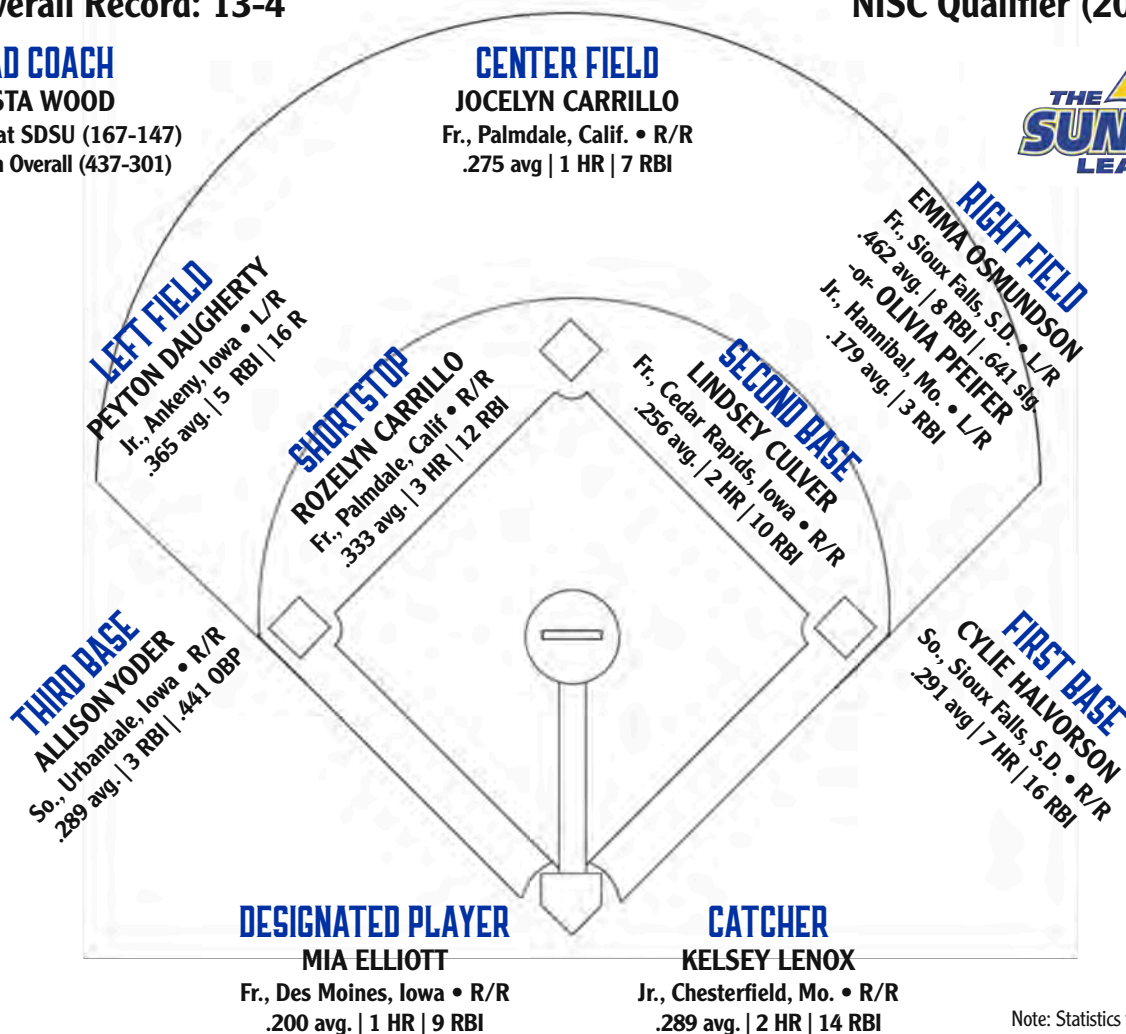 verall Record: 13-4
NISC Qualifier (20
AD COACH
STA WOOD
at SDSU (167-147)
n Overall (437-301)
CENTER FIELD
JOCELYN CARRILLO
Fr., Palmdale, Calif. • R/R
.275 avg | 1 HR | 7 RBI
THE
SUM
LEA
LEFT FIELD
PEYTON DAUGHERTY
Jr., Ankeny, Iowa • L/R
.365 avg. | 5 RBI | 16 R
RIGHT FIELD
EMMA OSMUNDSON
Fr., Sioux Falls, S.D. • L/R
.462 avg. | 8 RBI | .641 slg.
-or- OLIVIA PFEIFER
Jr., Hannibal, Mo. • L/R
.179 avg. | 3 RBI
SHORTSTOP
ROZELYN CARRILLO
Fr., Palmdale, Calif • R/R
.333 avg. | 3 HR | 12 RBI
SECOND BASE
LINDSEY CULVER
Fr., Cedar Rapids, Iowa • R/R
.256 avg. | 2 HR | 10 RBI
THIRD BASE
ALLISON YODER
So., Urbandale, Iowa • R/R
.289 avg. | 3 RBI | .441 OBP
FIRST BASE
CYLIE HALVORSON
So., Sioux Falls, S.D. • R/R
.291 avg | 7 HR | 16 RBI
DESIGNATED PLAYER
MIA ELLIOTT
Fr., Des Moines, Iowa • R/R
.200 avg. | 1 HR | 9 RBI
CATCHER
KELSEY LENOX
Jr., Chesterfield, Mo. • R/R
.289 avg. | 2 HR | 14 RBI
Note: Statistics